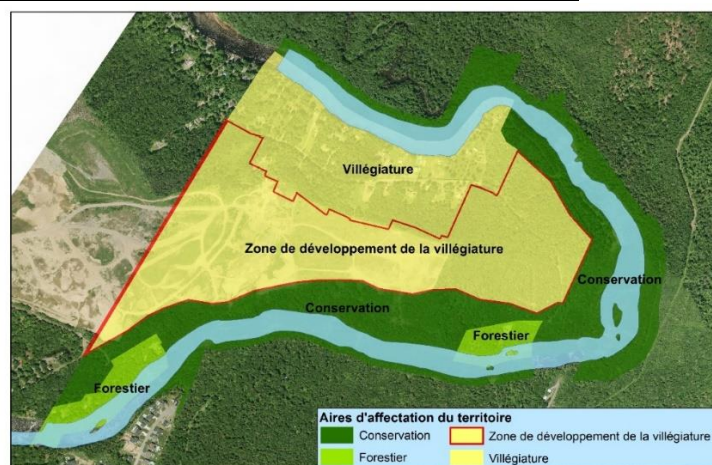 Villégiature
Zone de développement de la villégiature
Conservation
Conservation
Forestier
Forestier
Aires d'affectation du territoire
Conservation
Zone de développement de la villégiature
Forestier
Villégiature